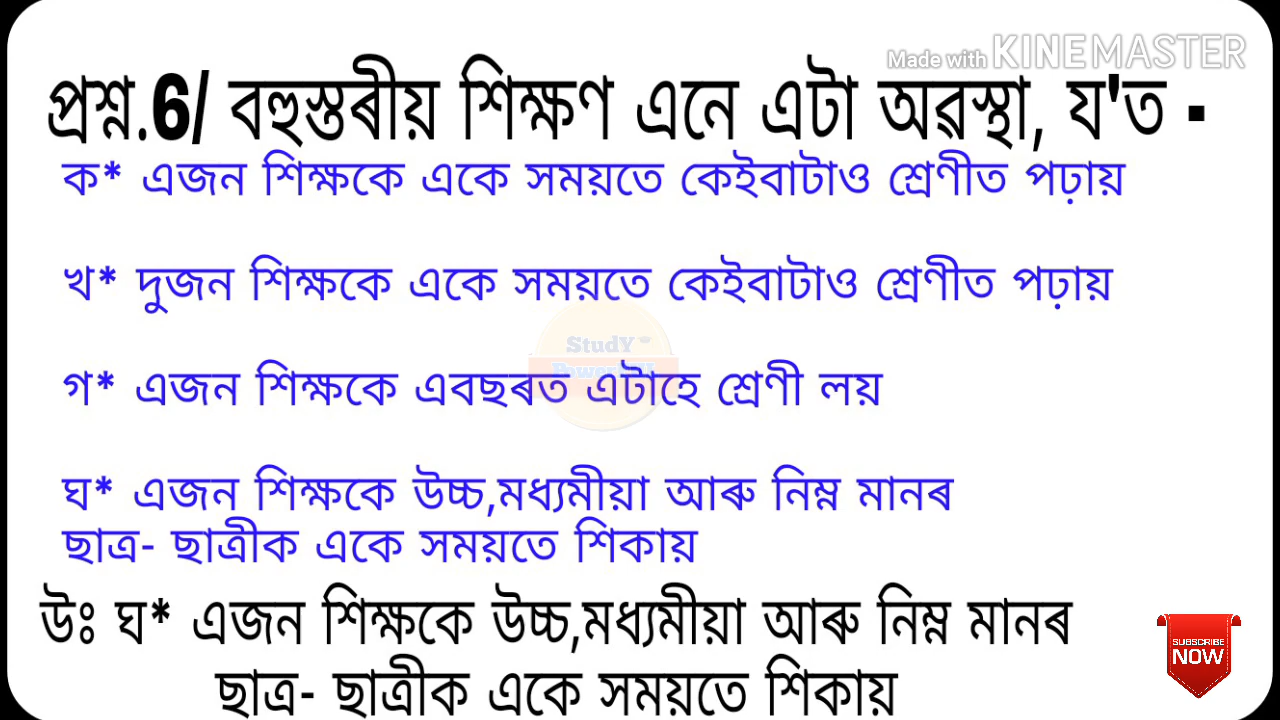 Made with KINEMASTER
প্ৰশ্ন.6/ বহুস্তৰীয় শিক্ষণ এনে এটা অৱস্থা, য'ত -
ক* এজন শিক্ষকে একে সময়তে কেইবাটাও শ্ৰেণীত পঢ়ায়
খ* দুজন শিক্ষকে একে সময়তে কেইবাটাও শ্ৰেণীত পঢ়ায়
StudY
গ* এজন শিক্ষকে এবছৰত এটাহে শ্ৰেণী লয়
ঘ* এজন শিক্ষকে উচ্চ,মধ্যমীয়া আৰু নিম্ন মানৰ
ছাত্ৰ- ছাত্ৰীক একে সময়তে শিকায়
উঃ ঘ* এজন শিক্ষকে উচ্চ,মধ্যমীয়া আৰু নিম্ন মানৰ
ছাত্ৰ- ছাত্ৰীক একে সময়তে শিকায়
SUBSCRIBE
NOW